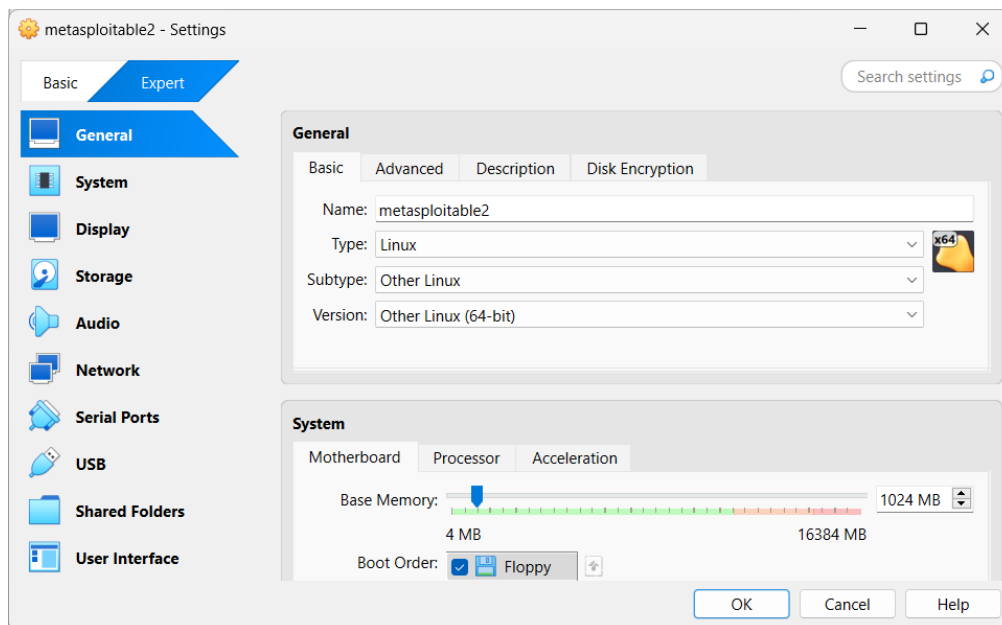 metasploitable2 - Settings
Basic Expert
Search settings
General
System
Display
Storage
Audio
Network
Serial Ports
USB
Shared Folders
User Interface
General
Basic Advanced Description Disk Encryption
Name: metasploitable2
Type: Linux
x64
Subtype: Other Linux
Version: Other Linux (64-bit)
System
Motherboard Processor Acceleration
Base Memory: 1024 MB
4 MB 16384 MB
Boot Order: Floppy
OK Cancel Help